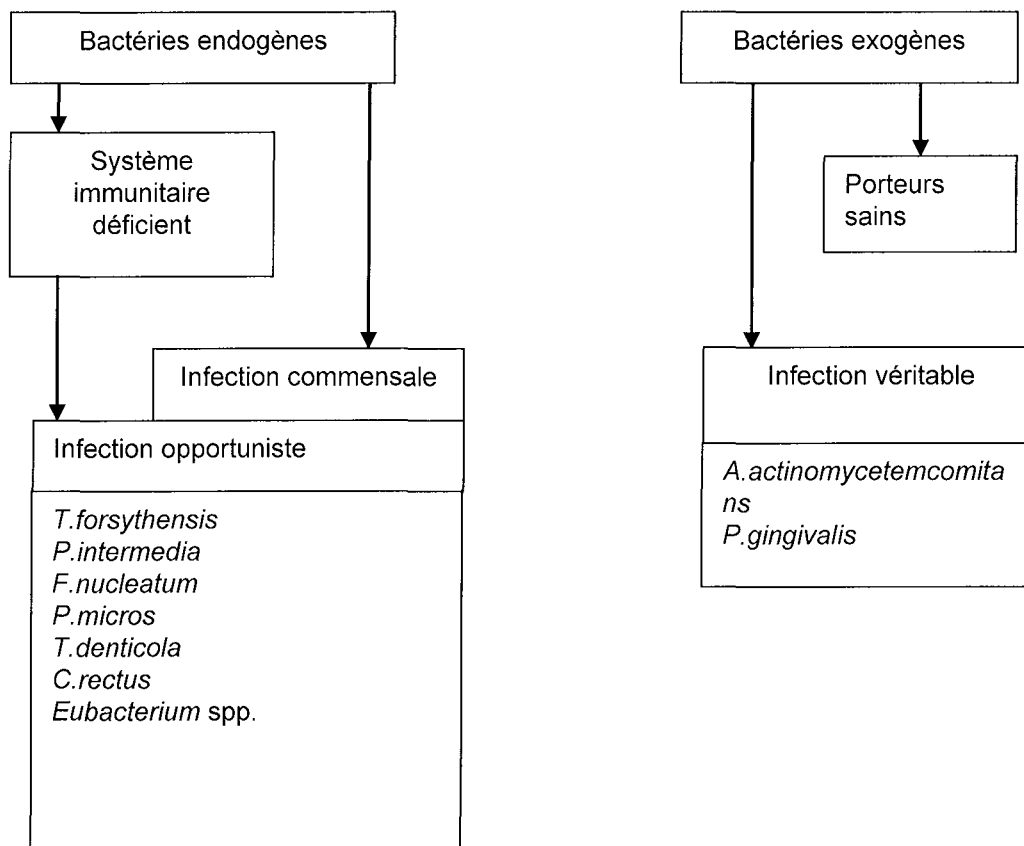 Bactéries endogènes
Système
immunitaire
déficient
Infection commensale
Infection opportuniste
T.forsythensis
P.intermedia
F.nucleatum
P.micros
T.denticola
C.rectus
Eubacterium spp.
Bactéries exogènes
Porteurs
sains
Infection véritable
A.actinomycetemcomita
ns
P.gingivalis